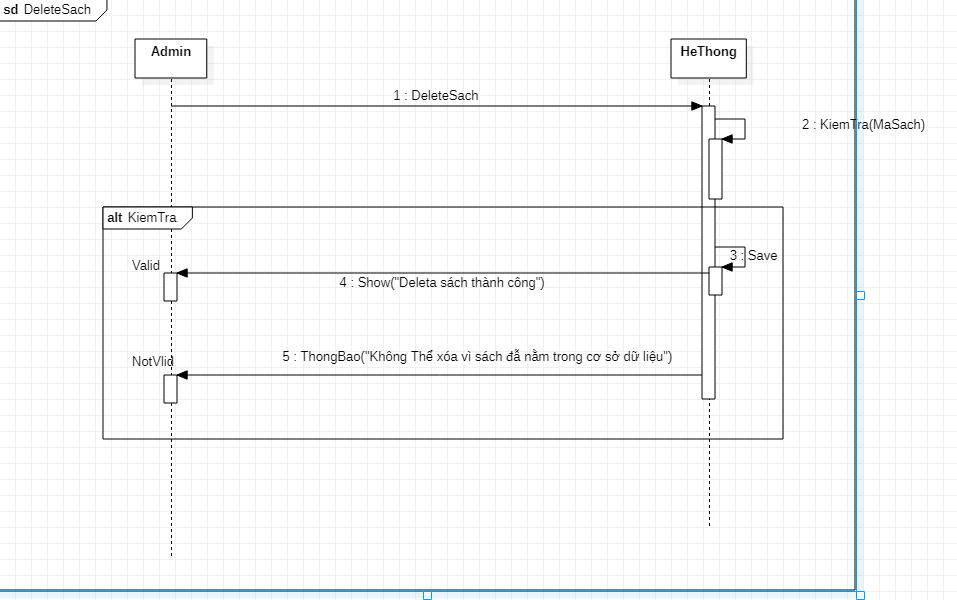 sd DeleteSach
Admin
HeThong
1 : DeleteSach
2 : KiemTra(MaSach)
alt KiemTra
3 : Save
Valid
4 : Show("Deleta sách thành công")
5 : ThongBao("Không Thể xóa vì sách đẫ nằm trong cơ sở dữ liệu")
NotVlid